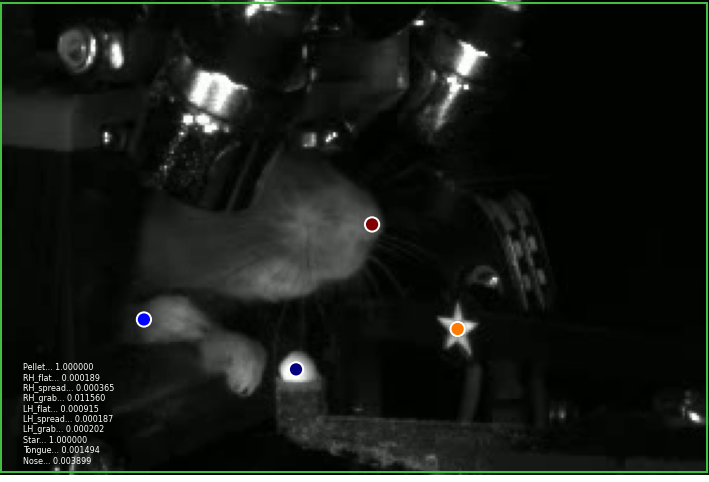 Pellet... 1.000000
RH_flat... 0.000189
RH_spread... 0.000365
RH_grab... 0.011560
LH_flat... 0.000915
LH_spread... 0.000187
LH_grab... 0.000202
Star... 1.000000
Tongue... 0.001494
Nose... 0.003899